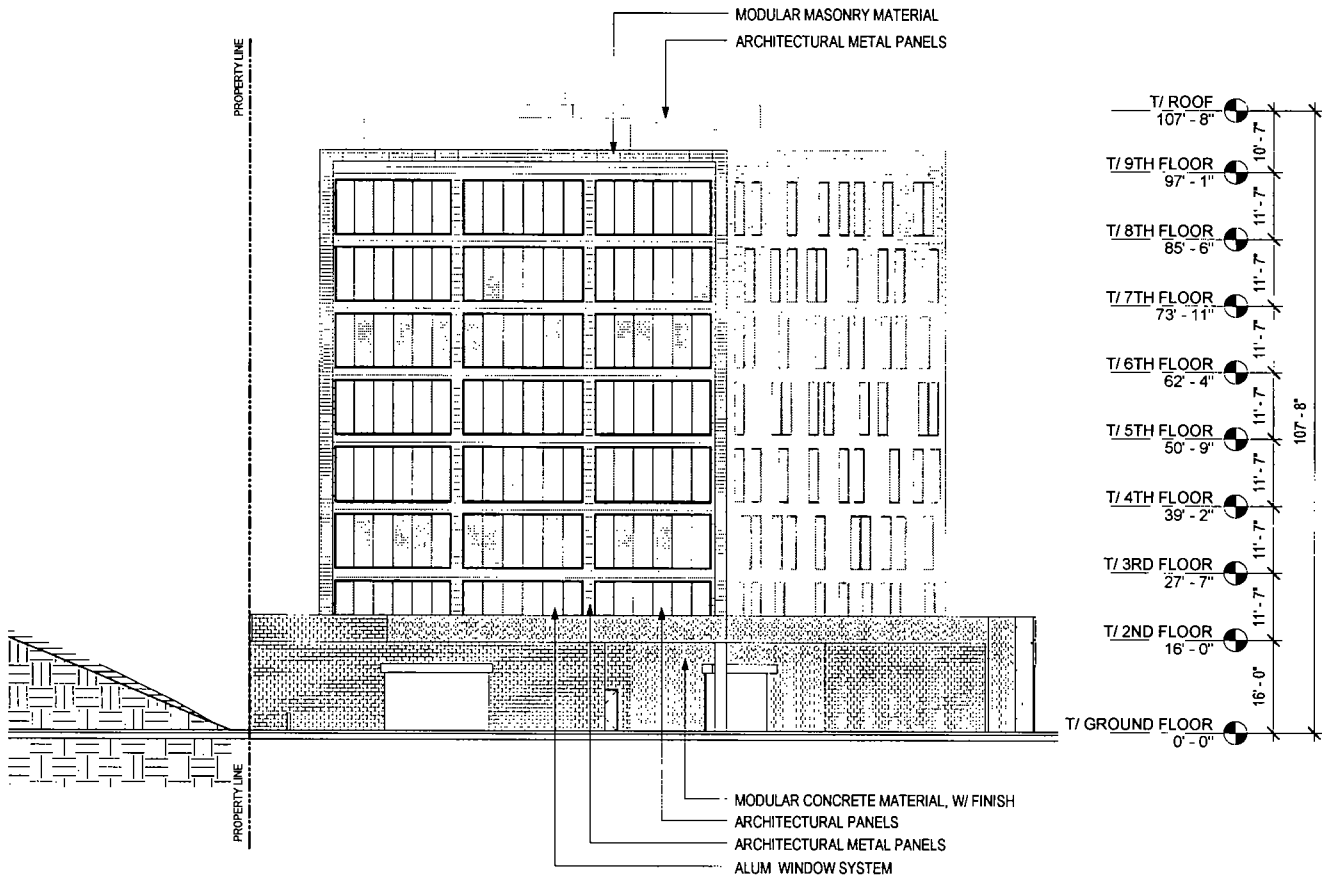 MODULAR MASONRY MATERIAL
ARCHITECTURAL METAL PANELS
PROPERTY LINE
T/ ROOF
107' - 8"
10' - 7"
T/ 9TH FLOOR
97' - 1"
11' - 7"
T/ 8TH FLOOR
85' - 6"
11' - 7"
T/ 7TH FLOOR
73' - 11"
11' - 7"
T/ 6TH FLOOR
62' - 4"
11' - 7"
107' - 8"
T/ 5TH FLOOR
50' - 9"
11' - 7"
T/ 4TH FLOOR
39' - 2"
11' - 7"
T/ 3RD FLOOR
27' - 7"
11' - 7"
T/ 2ND FLOOR
16' - 0"
16' - 0"
T/ GROUND FLOOR
0' - 0"
PROPERTY LINE
MODULAR CONCRETE MATERIAL, W/ FINISH
ARCHITECTURAL PANELS
ARCHITECTURAL METAL PANELS
ALUM WINDOW SYSTEM